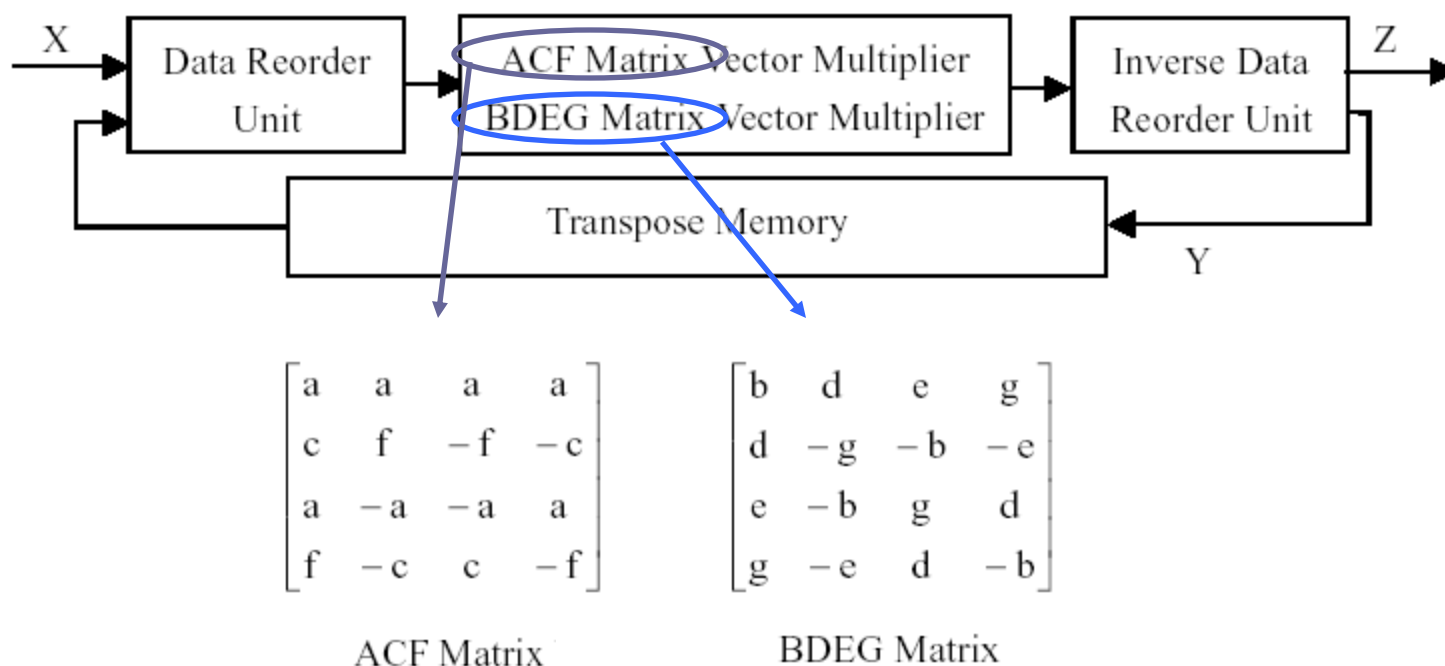 X
Data Reorder
Unit
ACF Matrix Vector Multiplier
BDEG Matrix Vector Multiplier
Inverse Data
Reorder Unit
Z
Transpose Memory
Y
a a a a
c f – f – c
a – a – a a
f – c c – f
ACF Matrix
b d e g
d – g – b – e
e – b g d
g – e d – b
BDEG Matrix